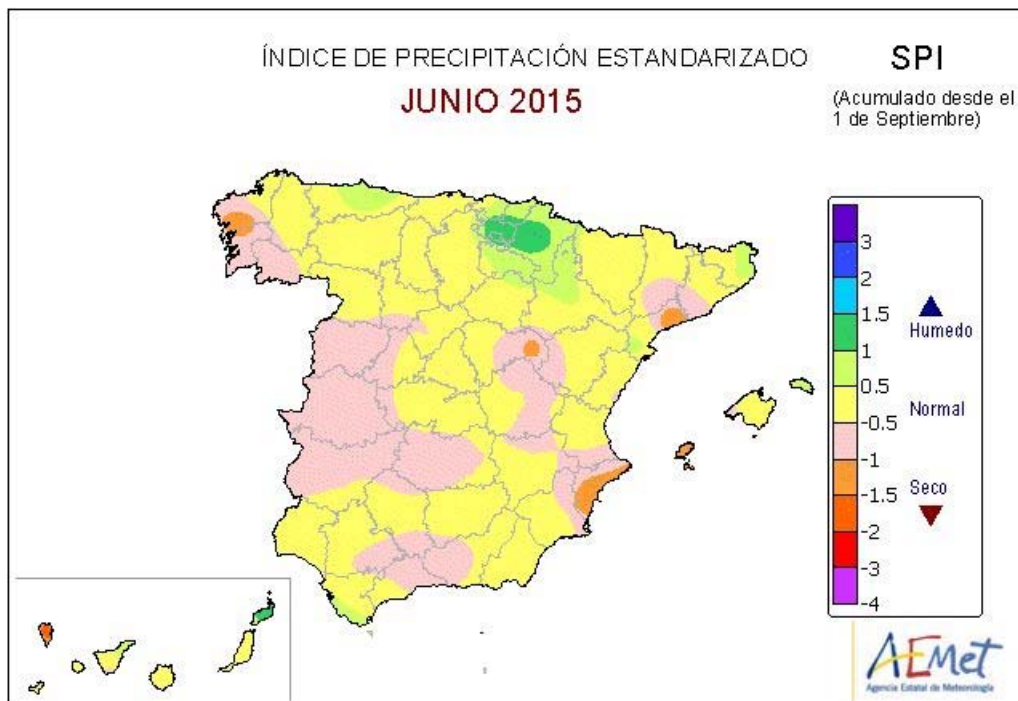 ÍNDICE DE PRECIPITACIÓN ESTANDARIZADO
JUNIO 2015
SPI
(Acumulado desde el
1 de Septiembre)
3
2
1.5
1
0.5
-0.5
-1
-1.5
-2
-3
-4
Humedo
Normal
Seco
AEMet
Agencia Estatal de Meteorología